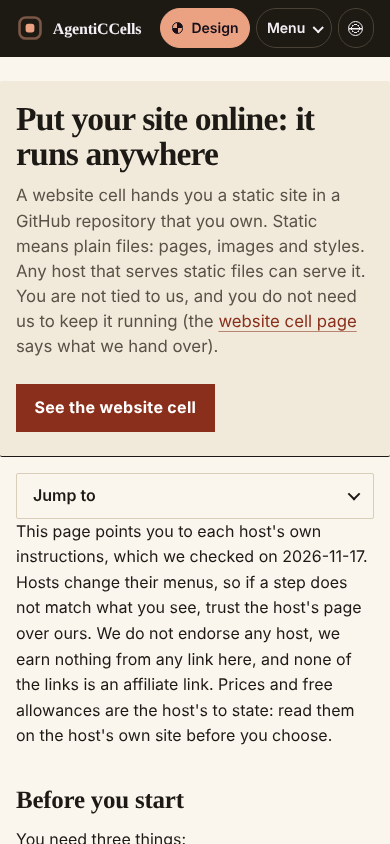 AgentiCCells
Design
Menu
Put your site online: it
runs anywhere
A website cell hands you a static site in a
GitHub repository that you own. Static
means plain files: pages, images and styles.
Any host that serves static files can serve it.
You are not tied to us, and you do not need
us to keep it running (the website cell page
says what we hand over).
See the website cell
Jump to
This page points you to each host's own
instructions, which we checked on 2026-11-17.
Hosts change their menus, so if a step does
not match what you see, trust the host's page
over ours. We do not endorse any host, we
earn nothing from any link here, and none of
the links is an affiliate link. Prices and free
allowances are the host's to state: read them
on the host's own site before you choose.
Before you start
You need three things: